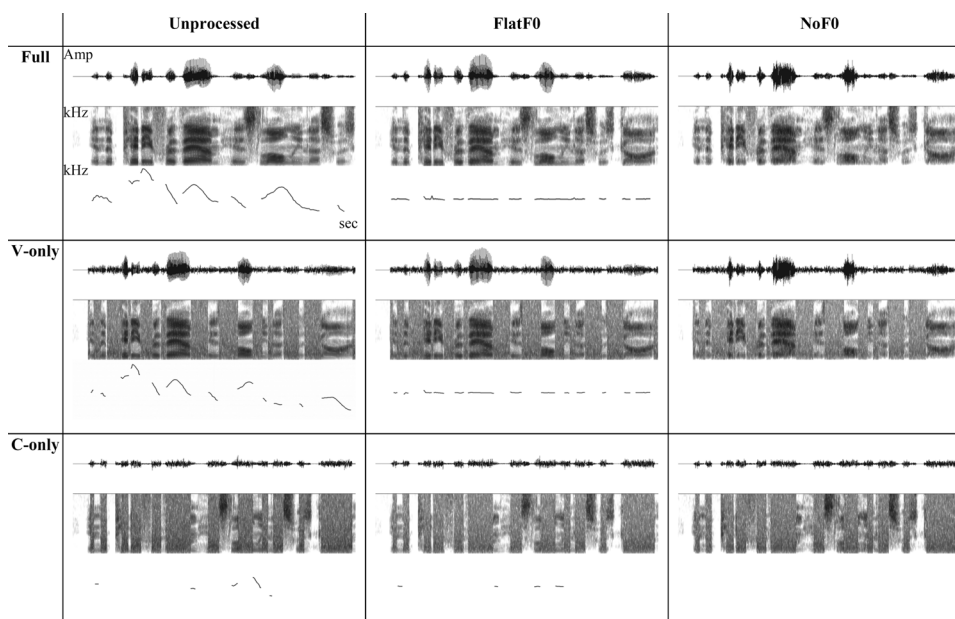 Unprocessed FlatF0 NoF0
Full
Amp
kHz
kHz
sec
V-only
C-only